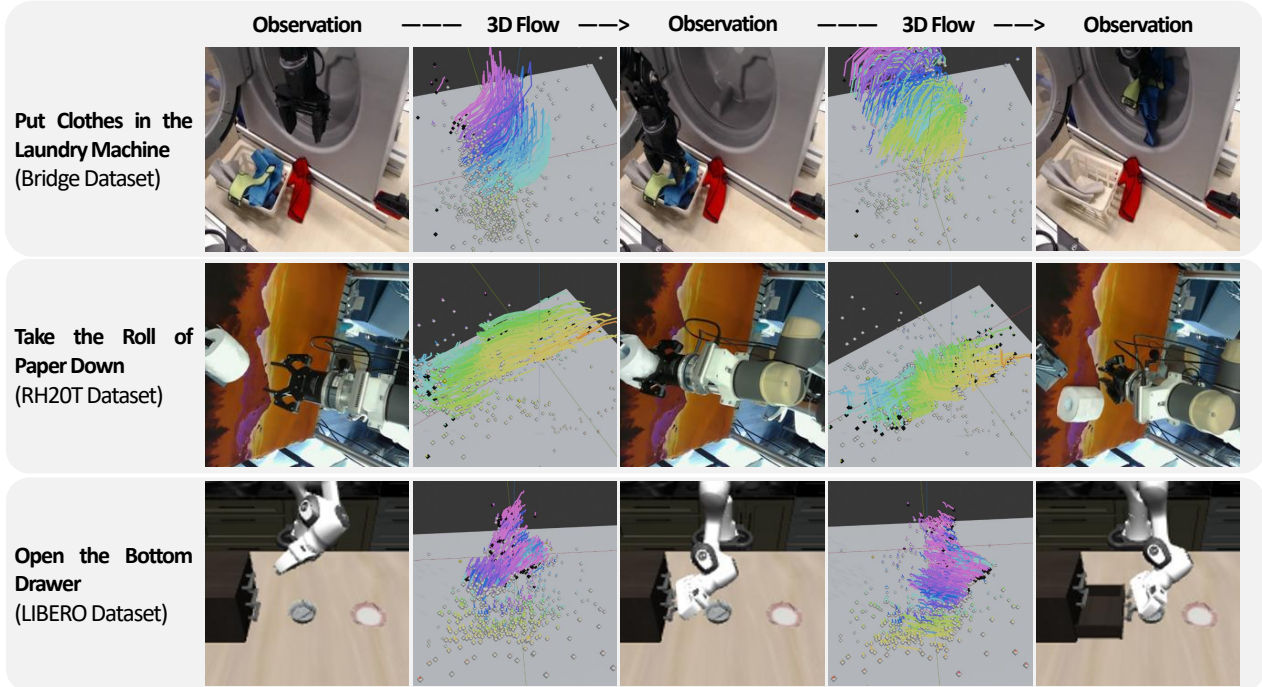 Observation ———— 3D Flow ——> Observation ———— 3D Flow ——> Observation
Put Clothes in the
Laundry Machine
(Bridge Dataset)
Take the Roll of
Paper Down
(RH20T Dataset)
Open the Bottom
Drawer
(LIBERO Dataset)